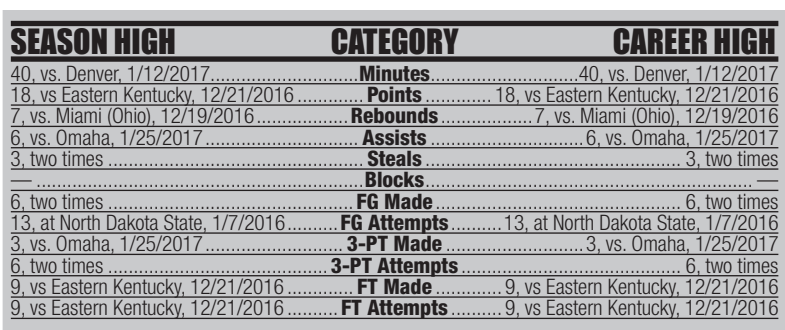 SEASON HIGH CATEGORY CAREER HIGH
40, vs. Denver, 1/12/2017 Minutes 40, vs. Denver, 1/12/2017
18, vs Eastern Kentucky, 12/21/2016 Points 18, vs Eastern Kentucky, 12/21/2016
7, vs. Miami (Ohio), 12/19/2016 Rebounds 7, vs. Miami (Ohio), 12/19/2016
6, vs. Omaha, 1/25/2017 Assists 6, vs. Omaha, 1/25/2017
3, two times Steals 3, two times
— Blocks —
6, two times FG Made 6, two times
13, at North Dakota State, 1/7/2016 FG Attempts 13, at North Dakota State, 1/7/2016
3, vs. Omaha, 1/25/2017 3-PT Made 3, vs. Omaha, 1/25/2017
6, two times 3-PT Attempts 6, two times
9, vs Eastern Kentucky, 12/21/2016 FT Made 9, vs Eastern Kentucky, 12/21/2016
9, vs Eastern Kentucky, 12/21/2016 FT Attempts 9, vs Eastern Kentucky, 12/21/2016